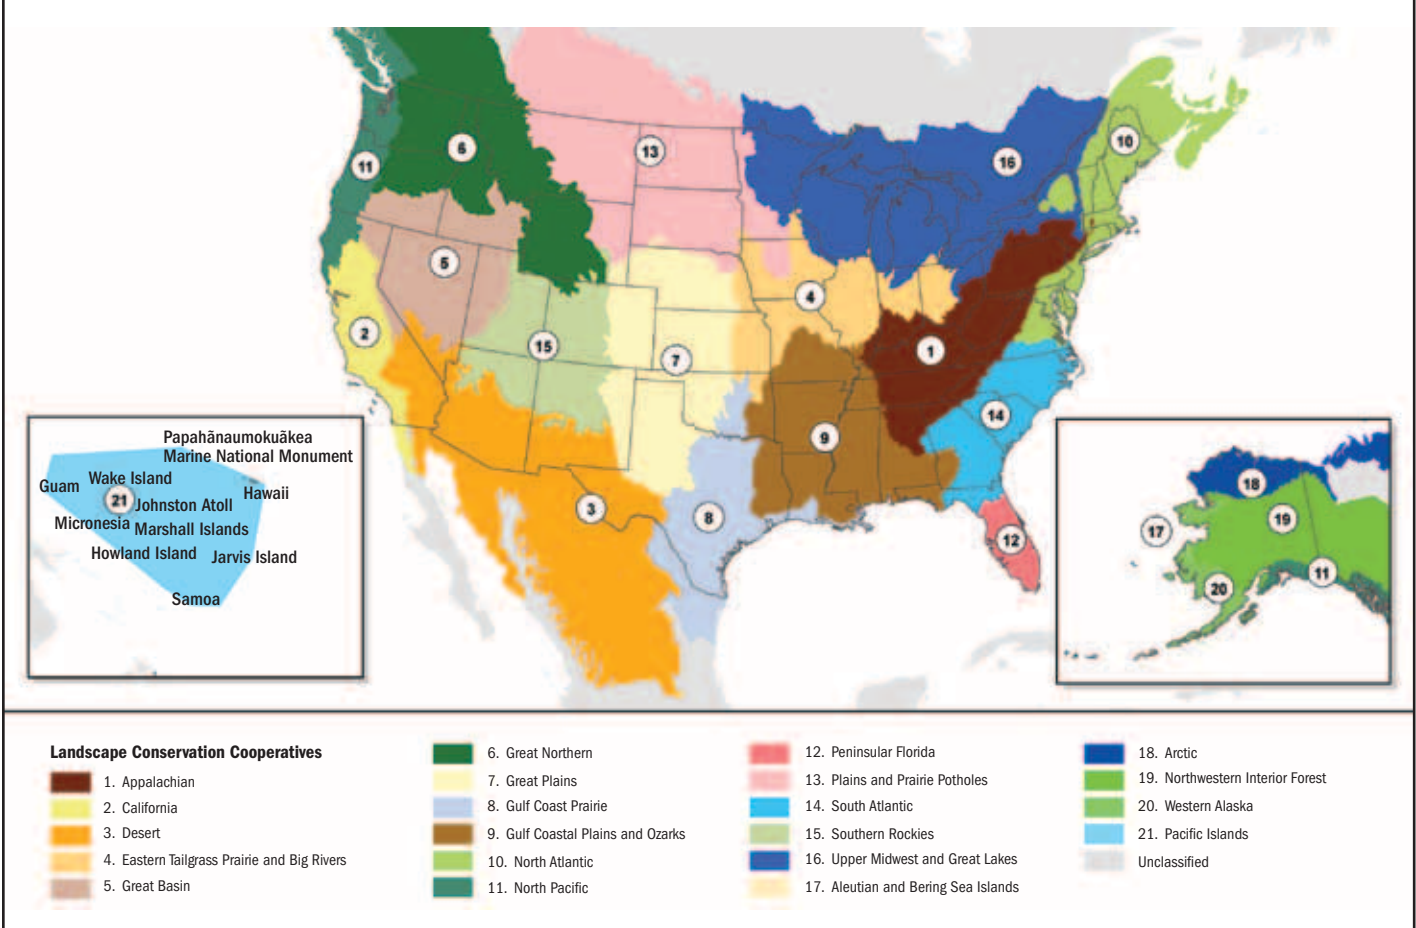 6
13
11
16
10
5
4
2
15
7
1
14
9
3
8
12
Papahãnaumokuãkea
Marine National Monument
Guam
Wake Island
21
Johnston Atoll
Hawaii
Micronesia
Marshall Islands
Howland Island
Jarvis Island
Samoa
18
17
19
11
20
Landscape Conservation Cooperatives
1. Appalachian
2. California
3. Desert
4. Eastern Tailgrass Prairie and Big Rivers
5. Great Basin
6. Great Northern
7. Great Plains
8. Gulf Coast Prairie
9. Gulf Coastal Plains and Ozarks
10. North Atlantic
11. North Pacific
12. Peninsular Florida
13. Plains and Prairie Potholes
14. South Atlantic
15. Southern Rockies
16. Upper Midwest and Great Lakes
17. Aleutian and Bering Sea Islands
18. Arctic
19. Northwestern Interior Forest
20. Western Alaska
21. Pacific Islands
Unclassified